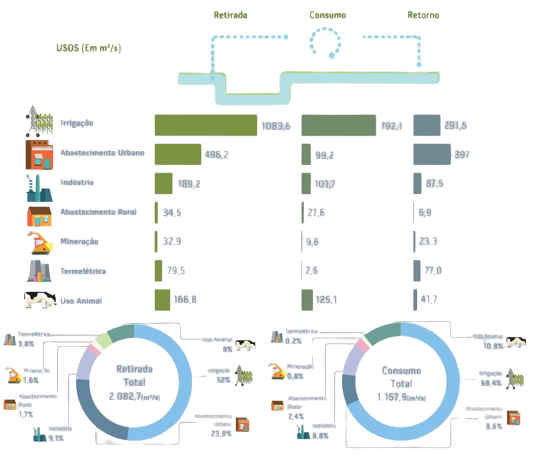 Retirada Consumo Retorno
USOS (Em m³/s)
Irrigação 1083,6 792,1 291,5
Abastecimento Urbano 496,2 99,2 397
Indústria 189,2 101,7 87,5
Abastecimento Rural 34,5 27,6 6,9
Mineração 32,9 9,6 23,3
Termelétrica 79,5 2,5 77,0
Uso Animal 166,8 125,1 41,7
Termelétrica
3,8%
Mineração
1,6%
Abastecimento
Rural
1,7%
Indústria
9,1%
Retirada
Total
2.082,7(m³/s)
Uso Animal
8%
Irrigação
52%
Abastecimento
Urbano
23,8%
Termelétrica
0,2%
Mineração
0,8%
Abastecimento
Rural
2,4%
Indústria
8,8%
Consumo
Total
1.157,9(m³/s)
Uso Animal
10,8%
Irrigação
68,4%
Abastecimento
Urbano
8,6%